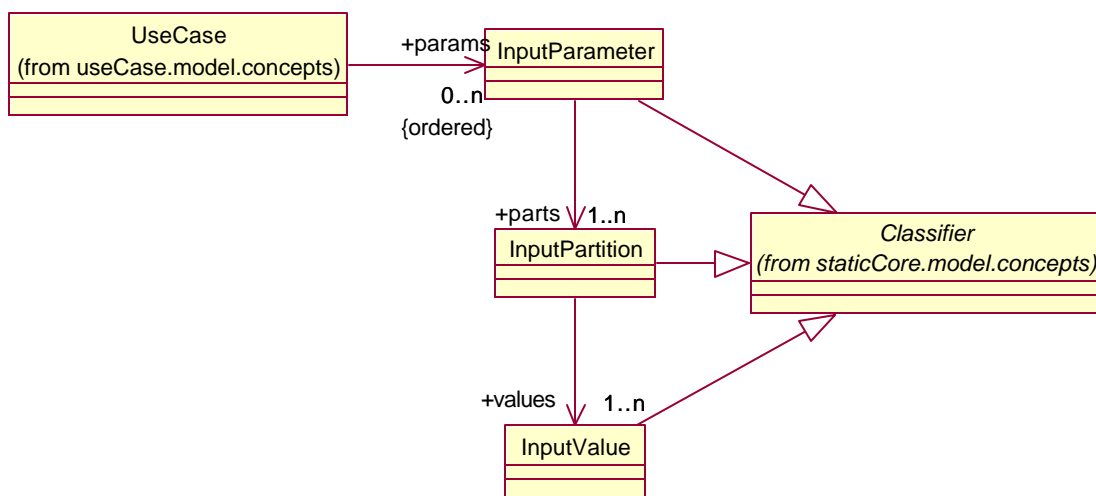 UseCase
(from useCase.model.concepts)
+params
InputParameter
0..n
{ordered}
+parts
1..n
InputPartition
Classifier
(from staticCore.model.concepts)
+values
1..n
InputValue